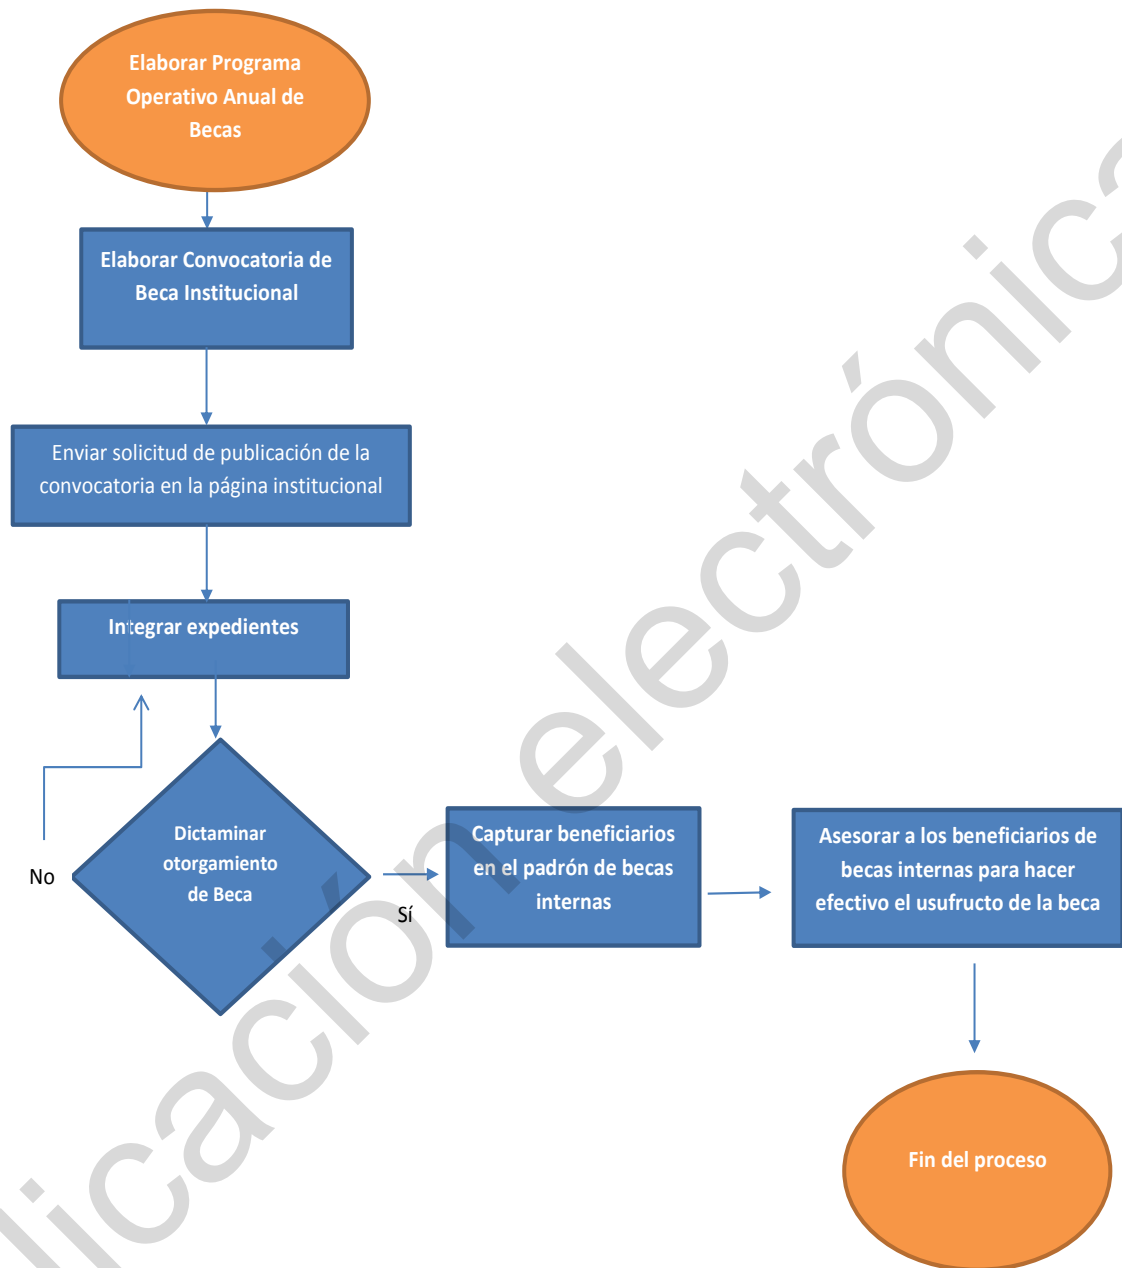 Elaborar Programa
Operativo Anual de
Becas
Elaborar Convocatoria de
Beca Institucional
Enviar solicitud de publicación de la
convocatoria en la página institucional
Integrar expedientes
Dictaminar
otorgamiento
de Beca
No
Sí
Capturar beneficiarios
en el padrón de becas
internas
Asesorar a los beneficiarios de
becas internas para hacer
efectivo el usufructo de la beca
Fin del proceso
licación electrónica